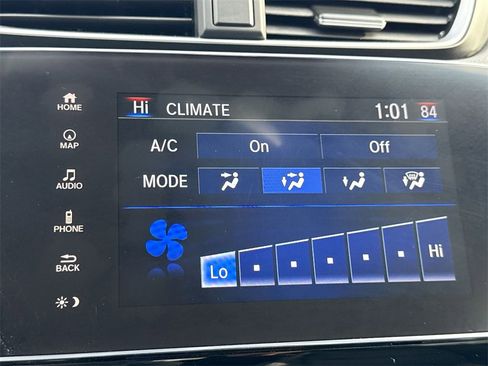 HOME
MAP
AUDIO
PHONE
BACK
Hi CLIMATE 1:01 84
A/C On Off
MODE
Lo Hi